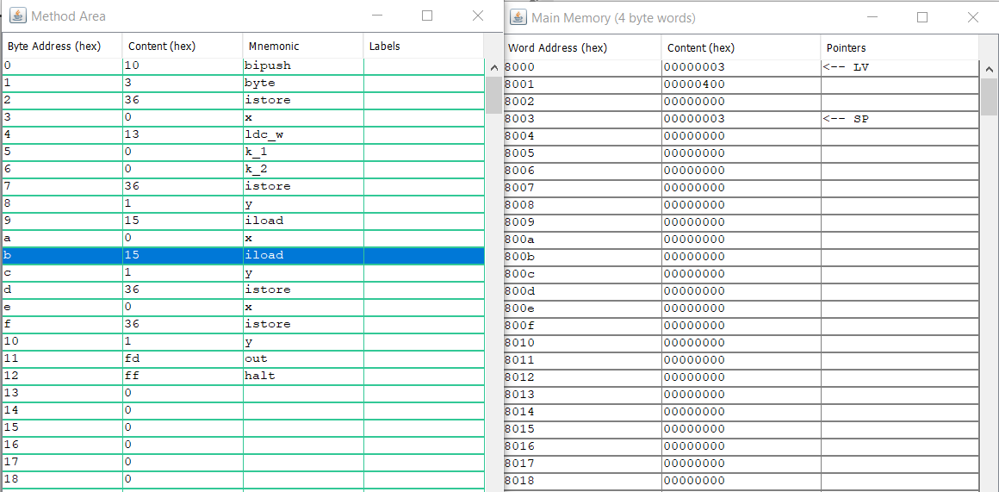 Method Area
Byte Address (hex) Content (hex) Mnemonic Labels
0 10 bipush
1 3 byte
2 36 istore
3 0 x
4 13 ldc_w
5 0 k_1
6 0 k_2
7 36 istore
8 1 y
9 15 iload
a 0 x
b 15 iload
c 1 y
d 36 istore
e 0 x
f 36 istore
10 1 y
11 fd out
12 ff halt
13 0
14 0
15 0
16 0
17 0
18 0
Main Memory (4 byte words)
Word Address (hex) Content (hex) Pointers
8000 00000003 <-- LV
8001 00000400
8002 00000000
8003 00000003 <-- SP
8004 00000000
8005 00000000
8006 00000000
8007 00000000
8008 00000000
8009 00000000
800a 00000000
800b 00000000
800c 00000000
800d 00000000
800e 00000000
800f 00000000
8010 00000000
8011 00000000
8012 00000000
8013 00000000
8014 00000000
8015 00000000
8016 00000000
8017 00000000
8018 00000000